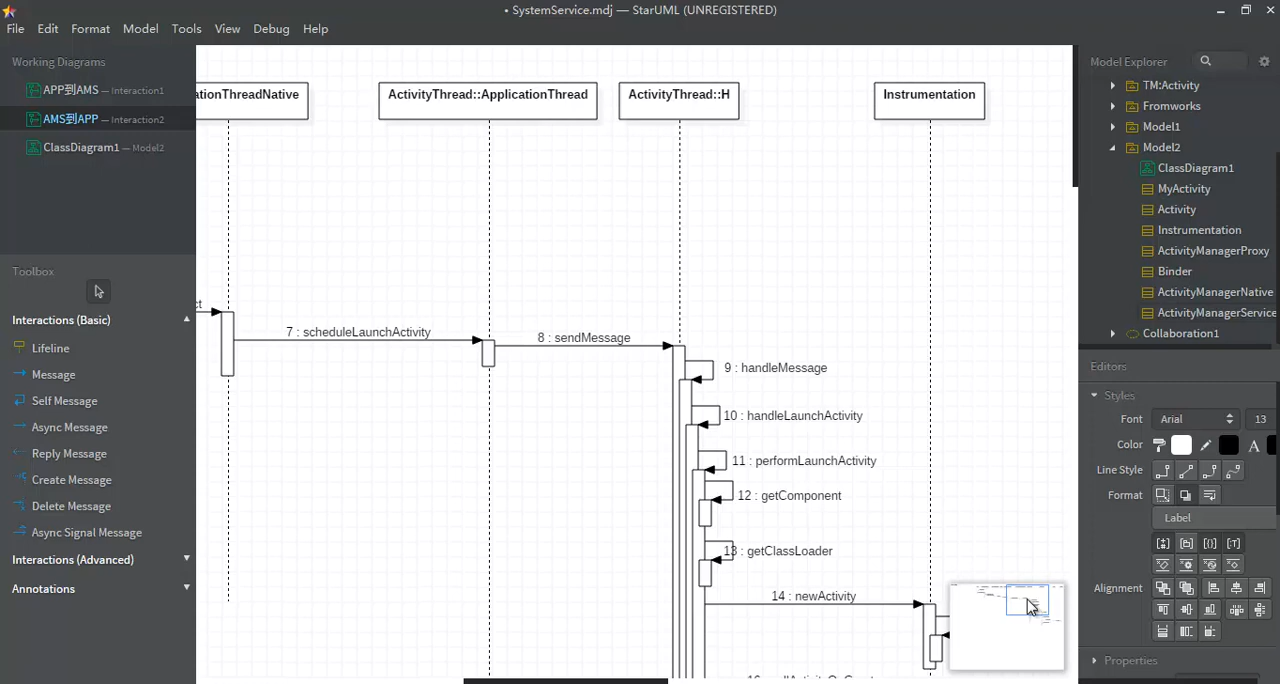 • SystemService.mdj — StarUML (UNREGISTERED)
File Edit Format Model Tools View Debug Help
Working Diagrams
APP到AMS — Interaction1
AMS到APP — Interaction2
ClassDiagram1 — Model2
Toolbox
Interactions (Basic)
Lifeline
Message
Self Message
Async Message
Reply Message
Create Message
Delete Message
Async Signal Message
Interactions (Advanced)
Annotations
ationThreadNative
ActivityThread::ApplicationThread
ActivityThread::H
Instrumentation
ct
7 : scheduleLaunchActivity
8 : sendMessage
9 : handleMessage
10 : handleLaunchActivity
11 : performLaunchActivity
12 : getComponent
13 : getClassLoader
14 : newActivity
Model Explorer
TM:Activity
Fromworks
Model1
Model2
ClassDiagram1
MyActivity
Activity
Instrumentation
ActivityManagerProxy
Binder
ActivityManagerNative
ActivityManagerService
Collaboration1
Editors
Styles
Font Arial 13
Color
Line Style
Format
Label
Alignment
Properties